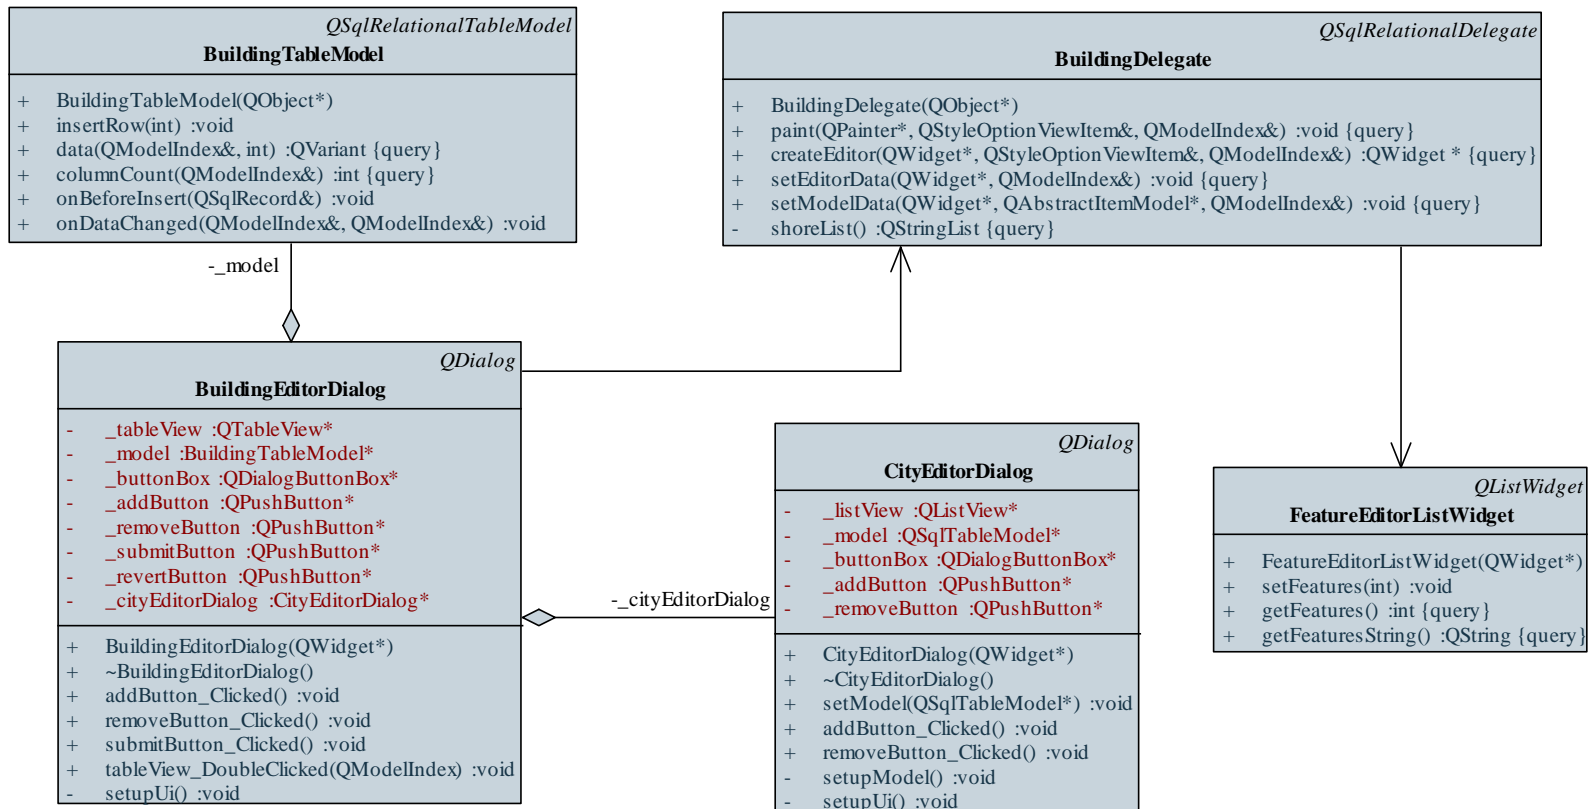 QSqlRelationalTableModel
BuildingTableModel
+ BuildingTableModel(QObject*)
+ insertRow(int) :void
+ data(QModelIndex&, int) :QVariant {query}
+ columnCount(QModelIndex&) :int {query}
+ onBeforeInsert(QSqlRecord&) :void
+ onDataChanged(QModelIndex&, QModelIndex&) :void
QSqlRelationalDelegate
BuildingDelegate
+ BuildingDelegate(QObject*)
+ paint(QPainter*, QStyleOptionViewItem&, QModelIndex&) :void {query}
+ createEditor(QWidget*, QStyleOptionViewItem&, QModelIndex&) :QWidget * {query}
+ setEditorData(QWidget*, QModelIndex&) :void {query}
+ setModelData(QWidget*, QAbstractItemModel*, QModelIndex&) :void {query}
- shoreList() :QStringList {query}
-_model
QDialog
BuildingEditorDialog
- _tableView :QTableView*
- _model :BuildingTableModel*
- _buttonBox :QDialogButtonBox*
- _addButton :QPushButton*
- _removeButton :QPushButton*
- _submitButton :QPushButton*
- _revertButton :QPushButton*
- _cityEditorDialog :CityEditorDialog*
+ BuildingEditorDialog(QWidget*)
+ ~BuildingEditorDialog()
+ addButton_Clicked() :void
+ removeButton_Clicked() :void
+ submitButton_Clicked() :void
+ tableView_DoubleClicked(QModelIndex) :void
- setupUi() :void
-_cityEditorDialog
QDialog
CityEditorDialog
- _listView :QListView*
- _model :QSqlTableModel*
- _buttonBox :QDialogButtonBox*
- _addButton :QPushButton*
- _removeButton :QPushButton*
+ CityEditorDialog(QWidget*)
+ ~CityEditorDialog()
+ setModel(QSqlTableModel*) :void
+ addButton_Clicked() :void
+ removeButton_Clicked() :void
- setupModel() :void
- setupUi() :void
QListWidget
FeatureEditorListWidget
+ FeatureEditorListWidget(QWidget*)
+ setFeatures(int) :void
+ getFeatures() :int {query}
+ getFeaturesString() :QString {query}